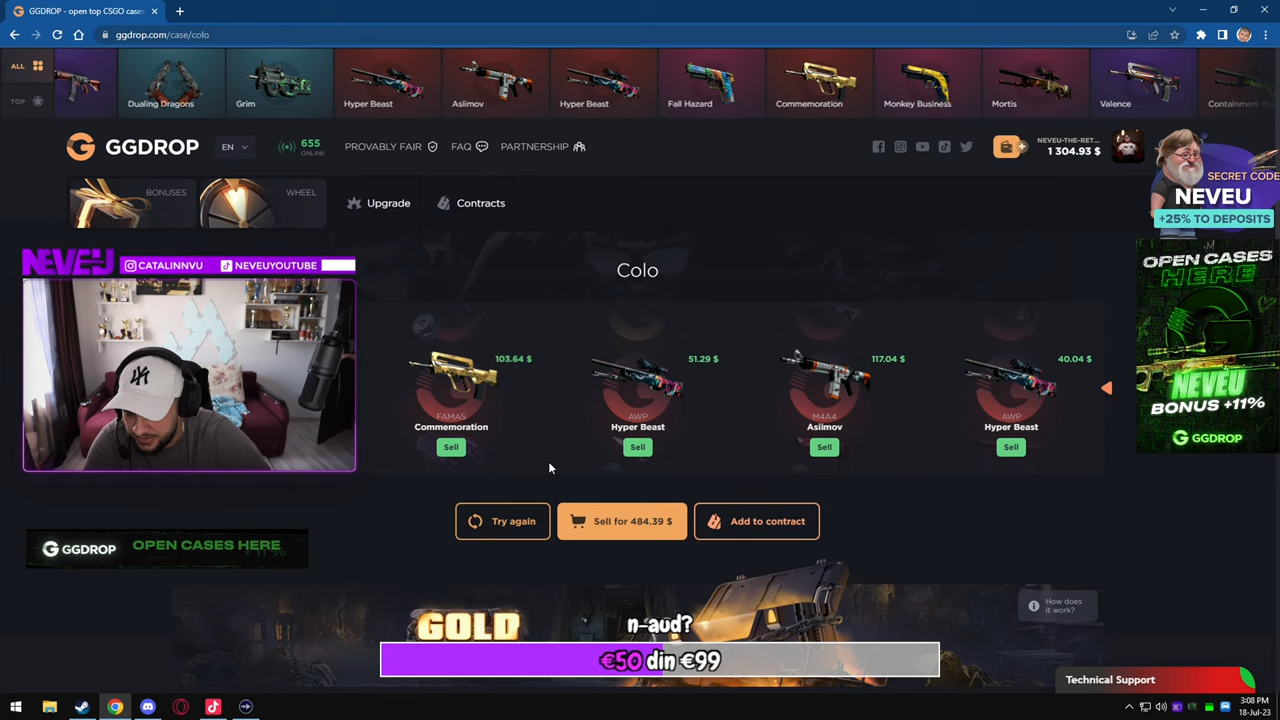 GGDROP - open top CSGO cases
ggdrop.com/case/colo
ALL
TOP
Dualing Dragons
Grim
Hyper Beast
Asiimov
Hyper Beast
Fall Hazard
Commemoration
Monkey Business
Mortis
Valence
GGDROP
EN
655
ONLINE
PROVABLY FAIR
FAQ
PARTNERSHIP
NEVEU-THE-RET...
1 304.93 $
SECRET CODE
NEVEU
+25% TO DEPOSITS
BONUSES
WHEEL
Upgrade
Contracts
NEVEU
CATALINNVU
NEVEUYOUTUBE
Colo
103.64 $
FAMAS
Commemoration
Sell
51.29 $
AWP
Hyper Beast
Sell
117.04 $
M4A4
Asiimov
Sell
40.04 $
AWP
Hyper Beast
Sell
OPEN CASES
HERE
NEVEU
BONUS +11%
GGDROP
Try again
Sell for 484.39 $
Add to contract
GGDROP
OPEN CASES HERE
How does
it work?
GOLD
n-aud?
€50 din €99
Technical Support
3:08 PM
18-Jul-23